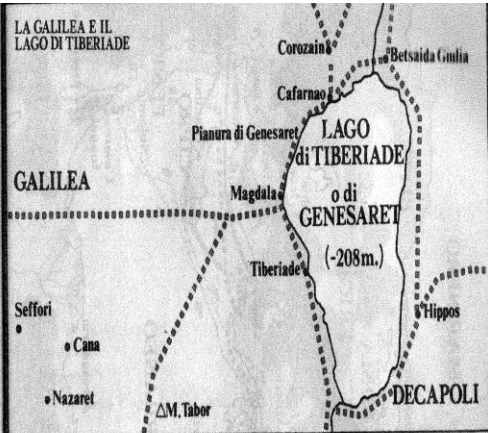 LA GALILEA E IL
LAGO DI TIBERIADE
Corozain
Betsaida Giulia
Cafarnao
Pianura di Genesaret
LAGO
di TIBERIADE
o di
GENESARET
(-208m.)
GALILEA
Magdala
Tiberiade
Seffori
Cana
Hippos
Nazaret
M. Tabor
DECAPOLI